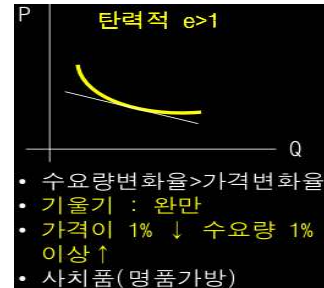 P
탄력적 e>1
Q
• 수요량변화율>가격변화율
• 기울기 : 완만
• 가격이 1% ↓ 수요량 1%
이상↑
• 사치품(명품가방)